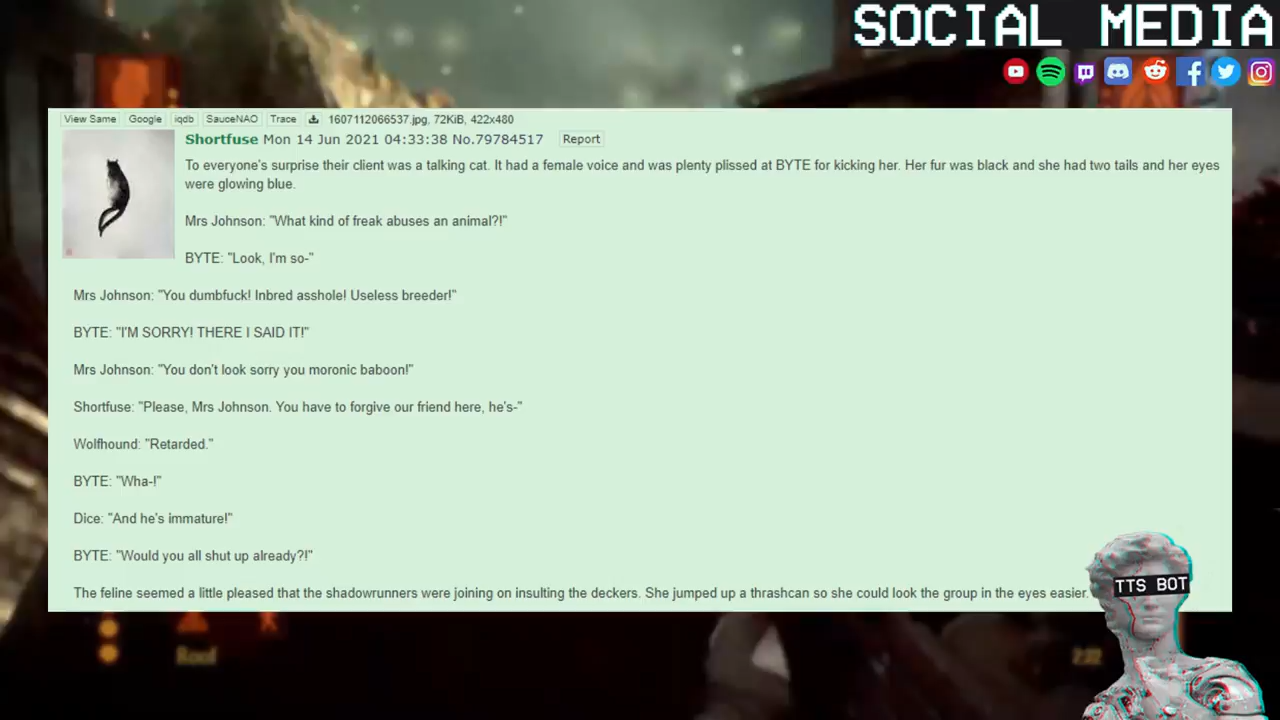 SOCIAL MEDIA
View Same Google iqdb SauceNAO Trace 1607112066537.jpg, 72KiB, 422x480
Shortfuse Mon 14 Jun 2021 04:33:38 No.79784517 Report
To everyone's surprise their client was a talking cat. It had a female voice and was plenty plissed at BYTE for kicking her. Her fur was black and she had two tails and her eyes
were glowing blue.
Mrs Johnson: "What kind of freak abuses an animal?!"
BYTE: "Look, I'm so-"
Mrs Johnson: "You dumbfuck! Inbred asshole! Useless breeder!"
BYTE: "I'M SORRY! THERE I SAID IT!"
Mrs Johnson: "You don't look sorry you moronic baboon!"
Shortfuse: "Please, Mrs Johnson. You have to forgive our friend here, he's-"
Wolfhound: "Retarded."
BYTE: "Wha-!"
Dice: "And he's immature!"
BYTE: "Would you all shut up already?!"
The feline seemed a little pleased that the shadowrunners were joining on insulting the deckers. She jumped up a thrashcan so she could look the group in the eyes easier.
TTS BOT
Roof
2:22